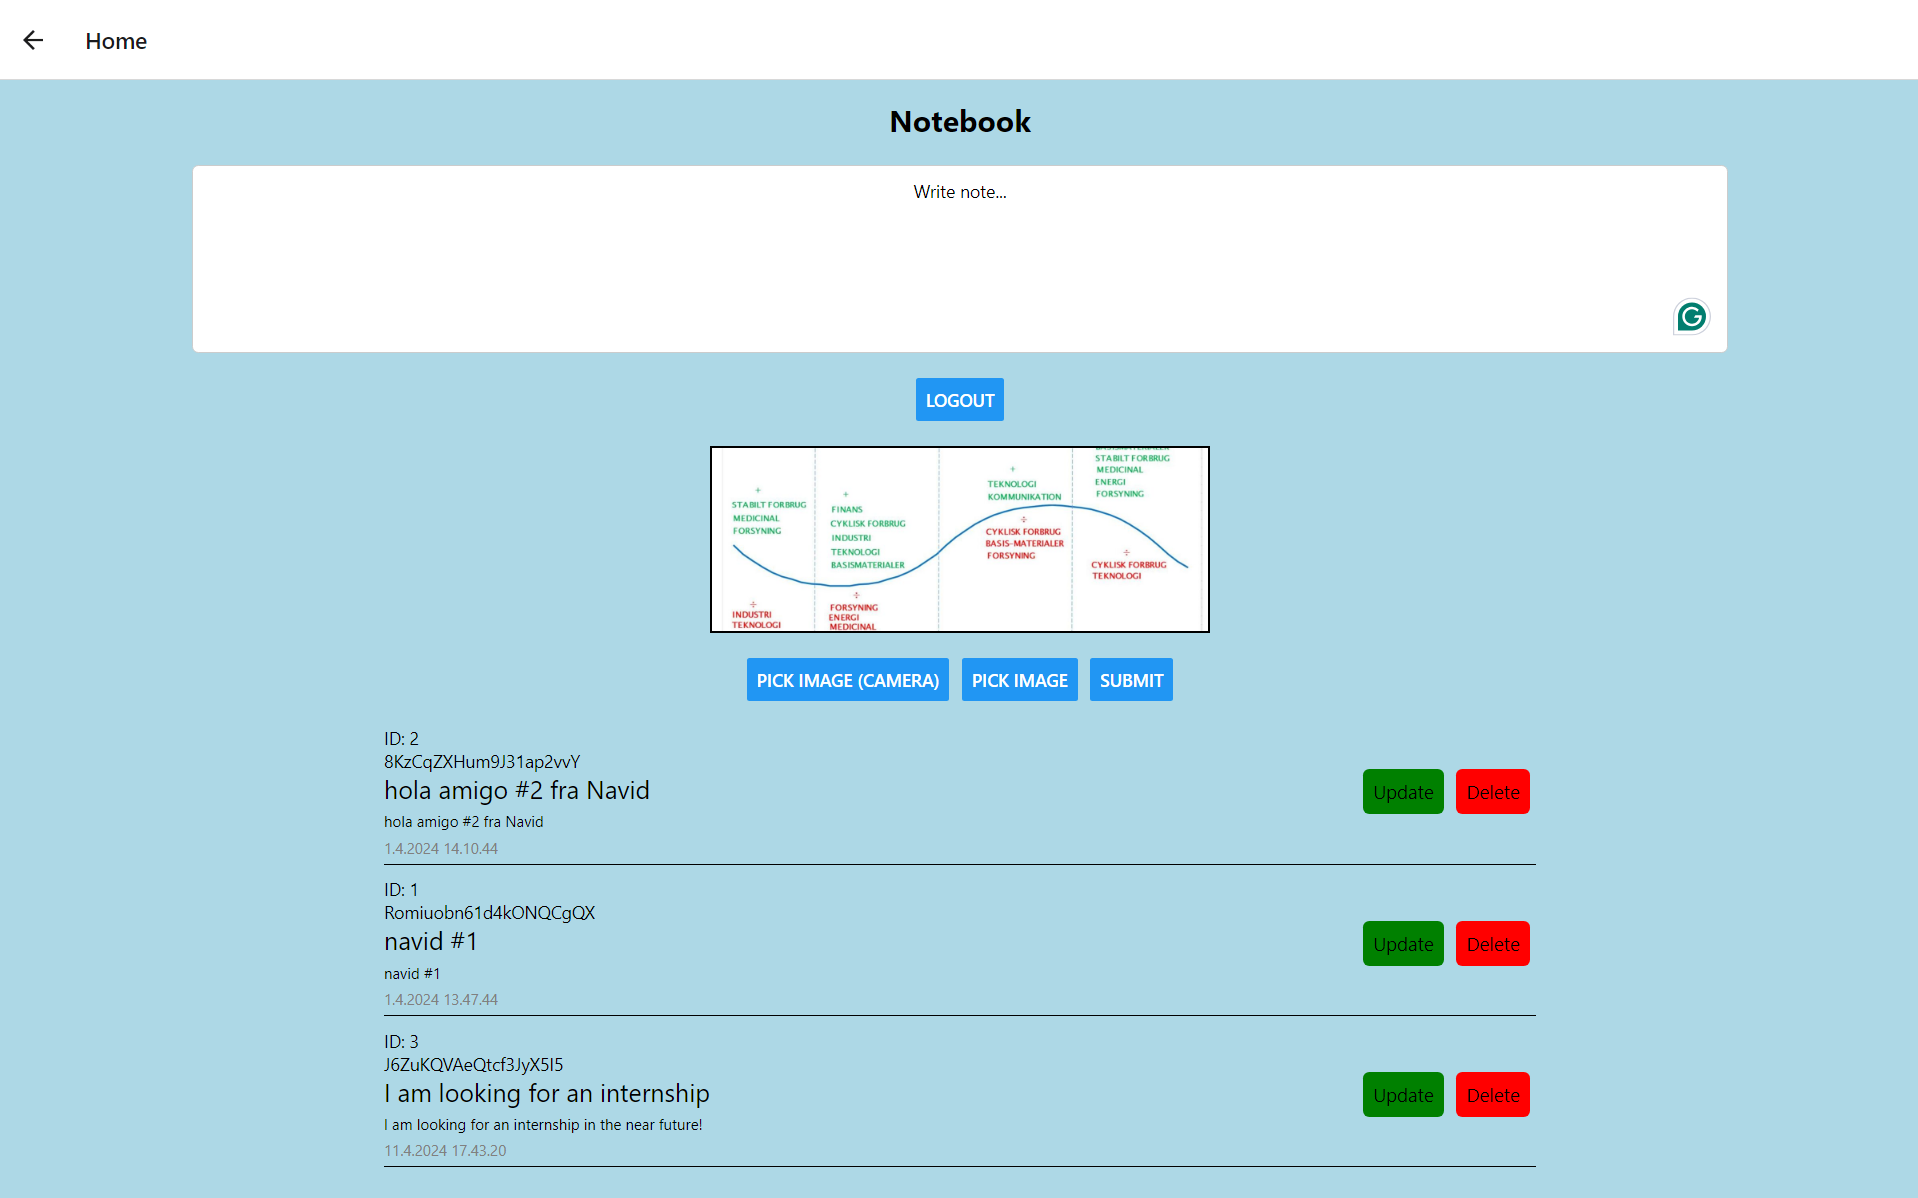 Home
Notebook
Write note...
LOGOUT
+
STABILT FORBRUG
MEDICINAL
FORSYNING
÷
INDUSTRI
TEKNOLOGI
+
FINANS
CYKLISK FORBRUG
INDUSTRI
TEKNOLOGI
BASISMATERIALER
÷
FORSYNING
ENERGI
MEDICINAL
+
TEKNOLOGI
KOMMUNIKATION
÷
CYKLISK FORBRUG
BASIS-MATERIALER
FORSYNING
STABILT FORBRUG
MEDICINAL
ENERGI
FORSYNING
÷
CYKLISK FORBRUG
TEKNOLOGI
PICK IMAGE (CAMERA) PICK IMAGE SUBMIT
ID: 2
8KzCqZXHum9J31ap2vvY
hola amigo #2 fra Navid
hola amigo #2 fra Navid
1.4.2024 14.10.44
Update Delete
ID: 1
Romiuobn61d4kONQCgQX
navid #1
navid #1
1.4.2024 13.47.44
Update Delete
ID: 3
J6ZuKQVAeQtcf3JyX5I5
I am looking for an internship
I am looking for an internship in the near future!
11.4.2024 17.43.20
Update Delete